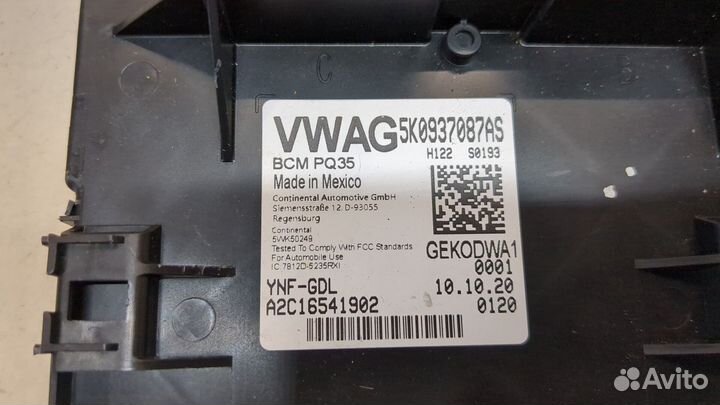 C
VWAG 5K0937087AS
H122 S0193
BCM PQ35
Made in Mexico
Continental Automotive GmbH
Siemensstraße 12, D-93055
Regensburg
Continental
5WK50249
Tested To Comply With FCC Standards
For Automobile Use
(IC 7812D-5235RX)
GEKODWA1
0001
YNF-GDL 10.10.20
A2C16541902 0120
Avito